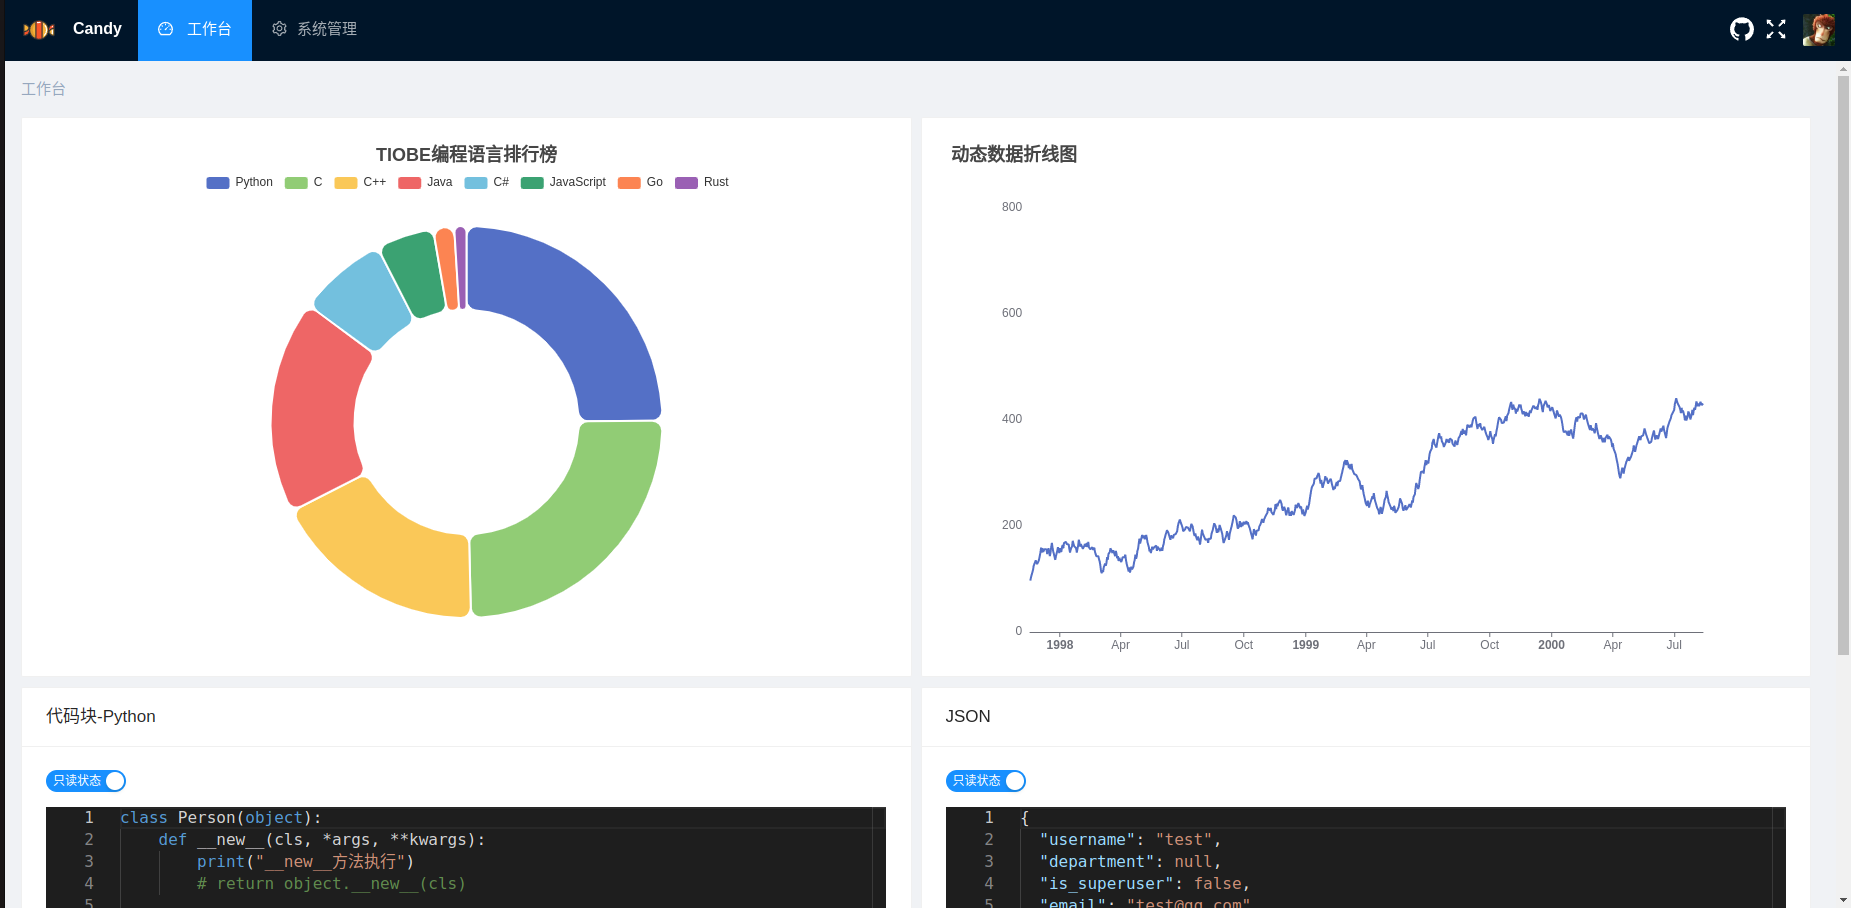 Candy
工作台
系统管理
工作台
TIOBE编程语言排行榜
Python C C++ Java C# JavaScript Go Rust
动态数据折线图
800
600
400
200
0
1998 Apr Jul Oct 1999 Apr Jul Oct 2000 Apr Jul
代码块-Python
只读状态
1 class Person(object):
2 def __new__(cls, *args, **kwargs):
3 print("__new__方法执行")
4 # return object.__new__(cls)
5
JSON
只读状态
1 {
2 "username": "test",
3 "department": null,
4 "is_superuser": false,
5 "email": "test@qq.com"